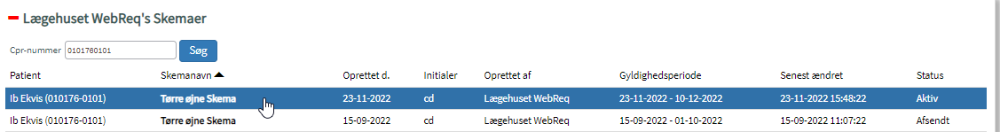 Lægehuset WebReq's Skemaer
Cpr-nummer 0101760101 Søg
Patient Skemanavn Oprettet d. Initialer Oprettet af Gyldighedsperiode Senest ændret Status
Ib Ekvis (010176-0101) Tørre øjne Skema 23-11-2022 cd Lægehuset WebReq 23-11-2022 - 10-12-2022 23-11-2022 15:48:22 Aktiv
Ib Ekvis (010176-0101) Tørre øjne Skema 15-09-2022 cd Lægehuset WebReq 15-09-2022 - 01-10-2022 15-09-2022 11:07:22 Afsendt